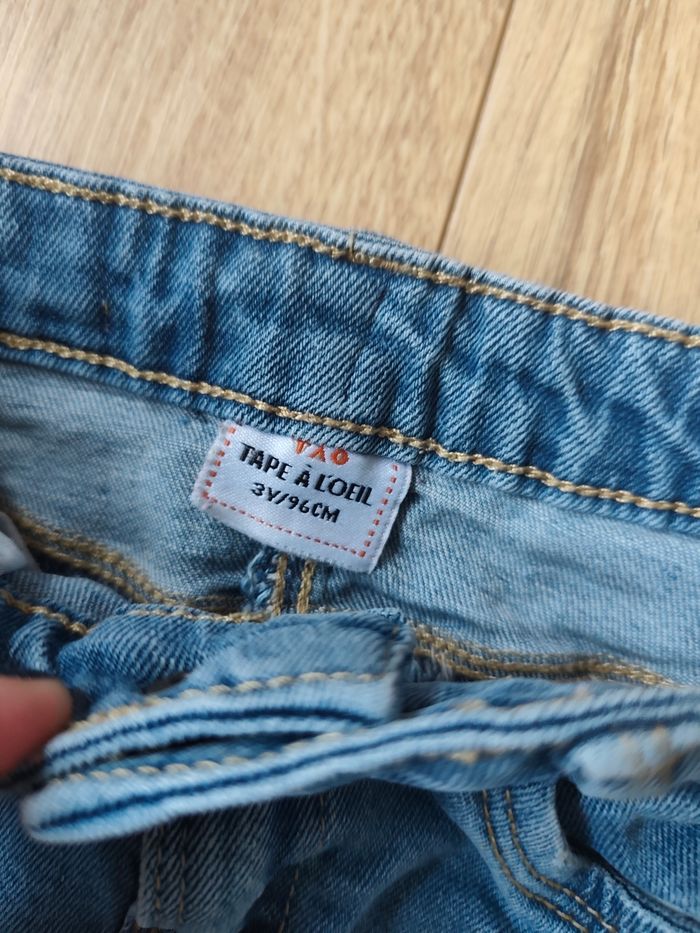 TAO
TAPE À L'OEIL
3Y/96CM